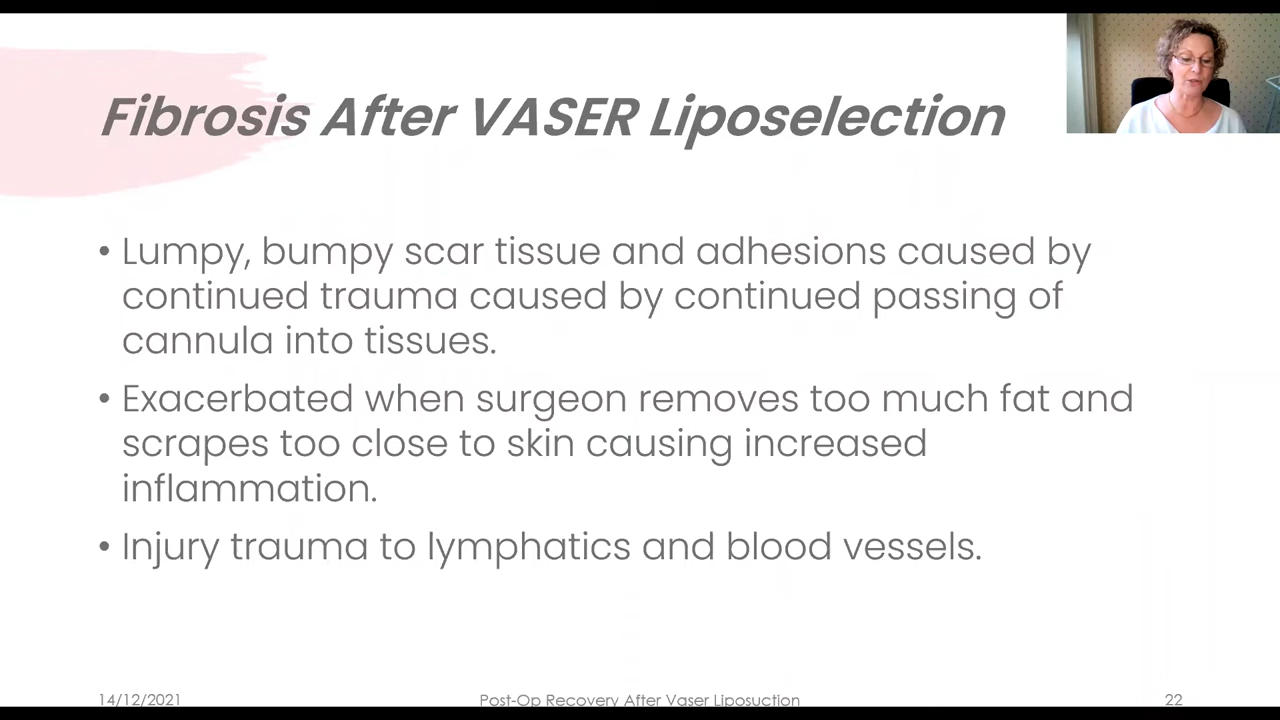 Fibrosis After VASER Liposelection
• Lumpy, bumpy scar tissue and adhesions caused by
continued trauma caused by continued passing of
cannula into tissues.
• Exacerbated when surgeon removes too much fat and
scrapes too close to skin causing increased
inflammation.
• Injury trauma to lymphatics and blood vessels.
14/12/2021
Post-Op Recovery After Vaser Liposuction
22